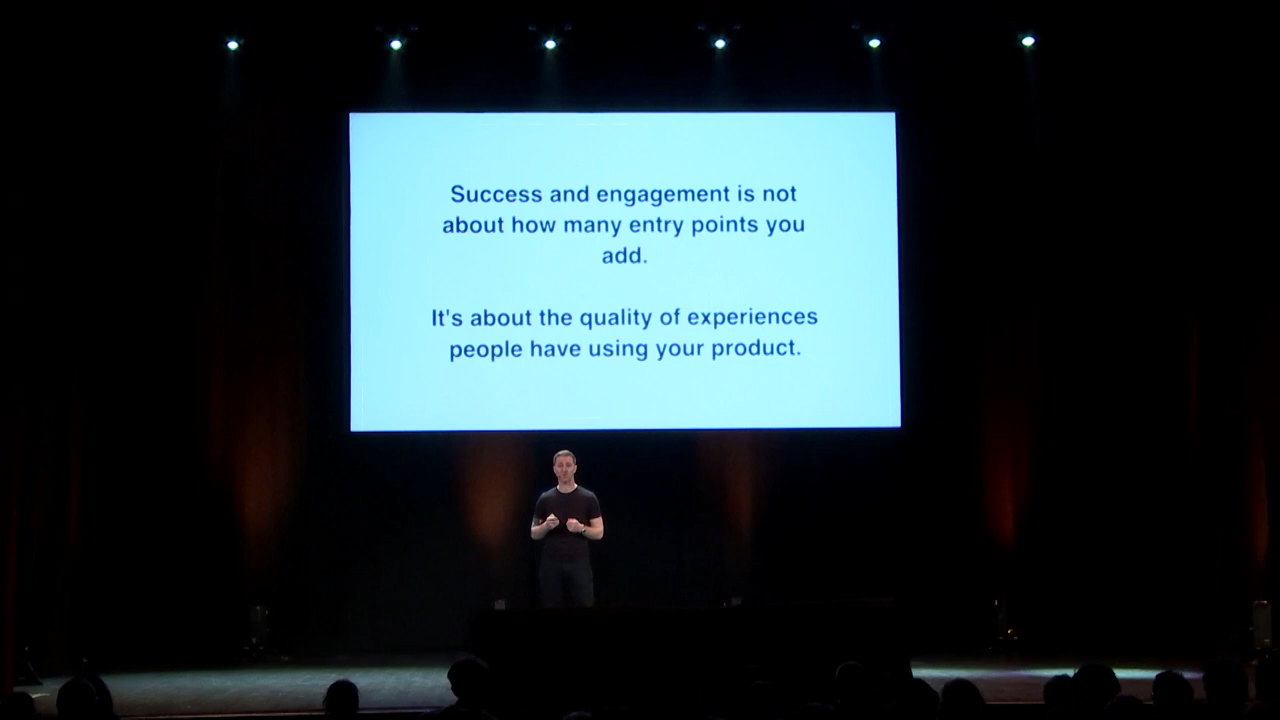 Success and engagement is not
about how many entry points you
add.
It's about the quality of experiences
people have using your product.